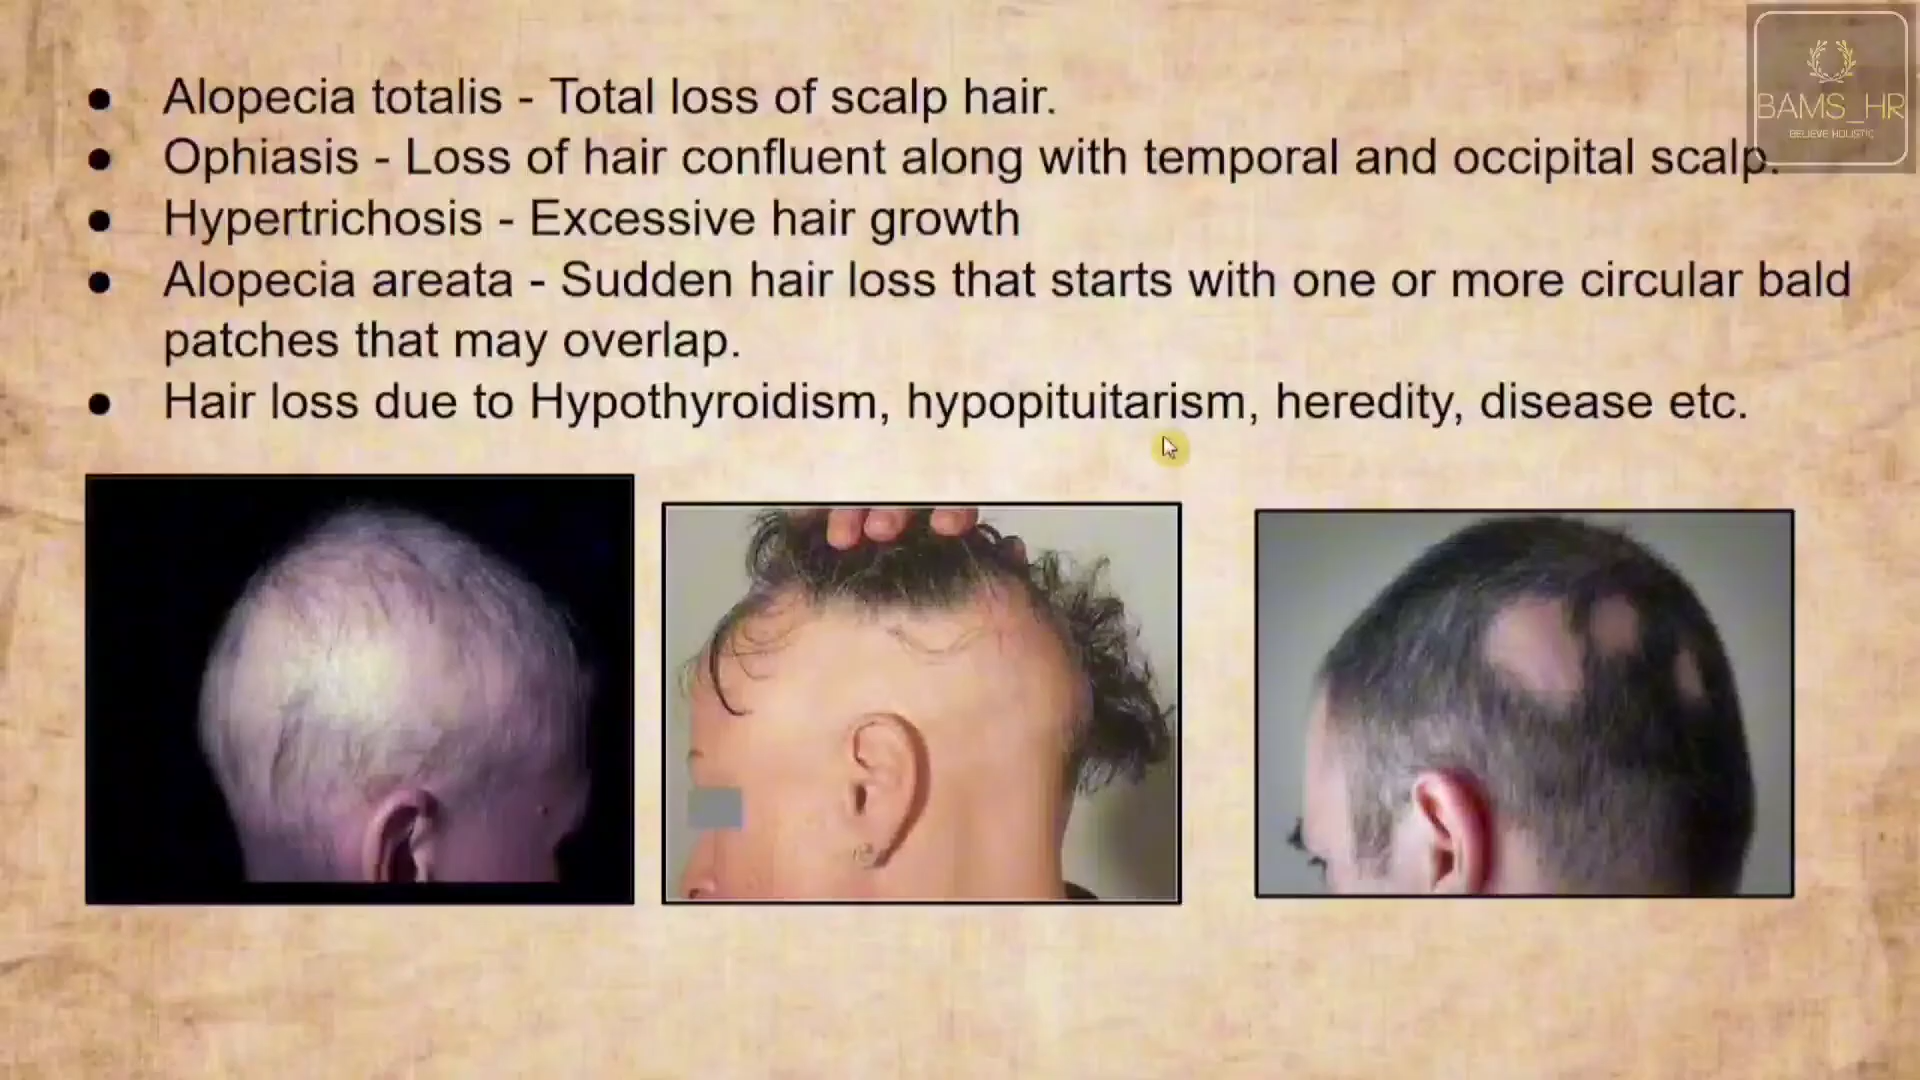 ● Alopecia totalis - Total loss of scalp hair.
● Ophiasis - Loss of hair confluent along with temporal and occipital scalp.
● Hypertrichosis - Excessive hair growth
● Alopecia areata - Sudden hair loss that starts with one or more circular bald
patches that may overlap.
● Hair loss due to Hypothyroidism, hypopituitarism, heredity, disease etc.
BAMS_HR
BELIEVE HOLISTIC